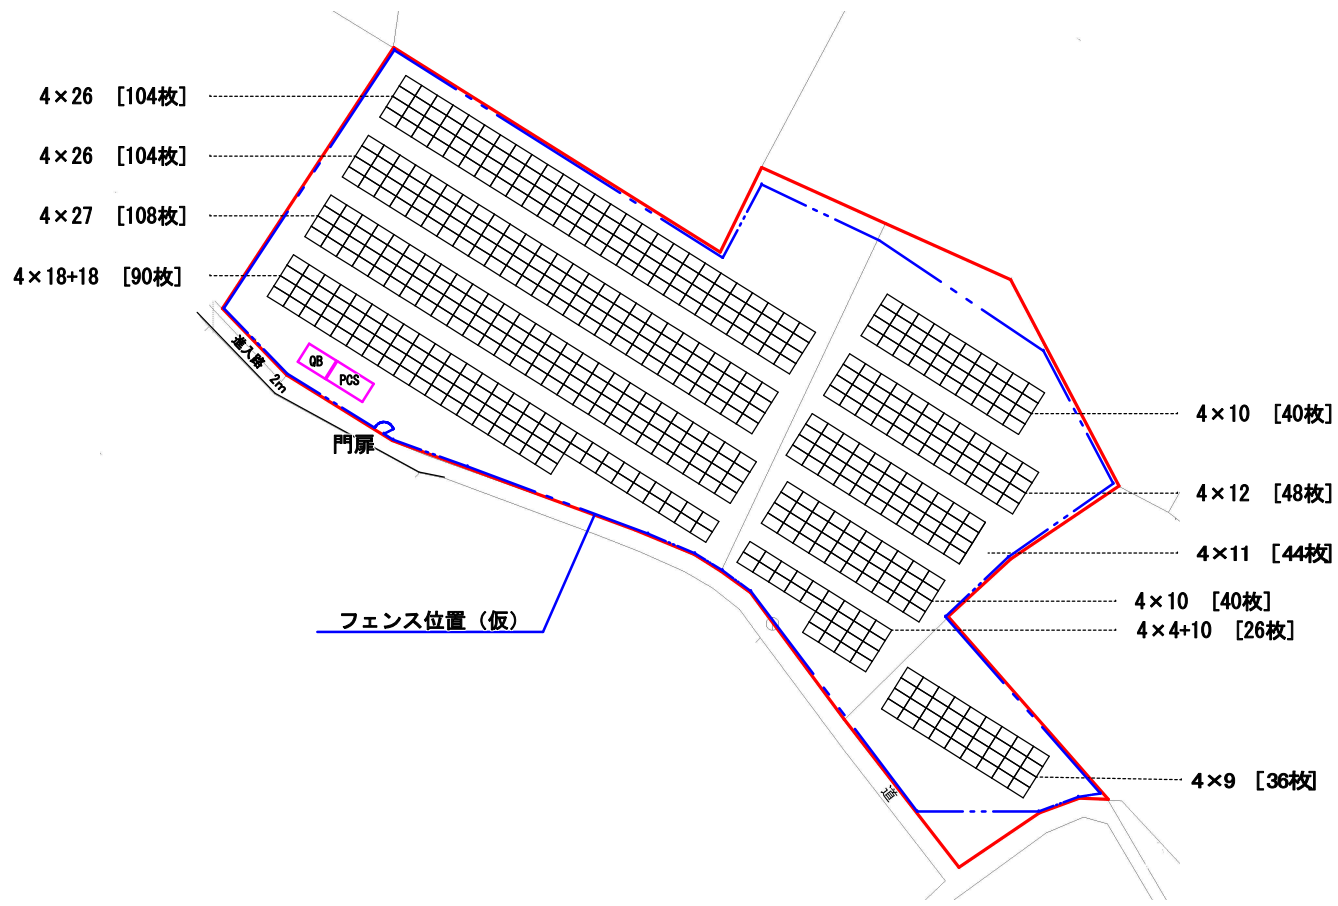 4×26 [104枚]
4×26 [104枚]
4×27 [108枚]
4×18+18 [90枚]
進入路 2m
QB
PCS
門扉
フェンス位置（仮）
4×10 [40枚]
4×12 [48枚]
4×11 [44枚]
4×10 [40枚]
4×4+10 [26枚]
4×9 [36枚]
道